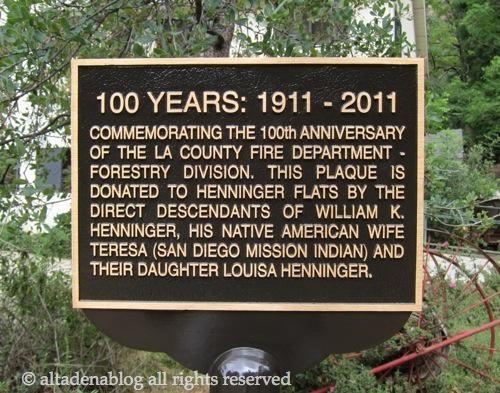 100 YEARS: 1911 - 2011
COMMEMORATING THE 100th ANNIVERSARY
OF THE LA COUNTY FIRE DEPARTMENT -
FORESTRY DIVISION. THIS PLAQUE IS
DONATED TO HENNINGER FLATS BY THE
DIRECT DESCENDANTS OF WILLIAM K.
HENNINGER, HIS NATIVE AMERICAN WIFE
TERESA (SAN DIEGO MISSION INDIAN) AND
THEIR DAUGHTER LOUISA HENNINGER.
© altadenablog all rights reserved